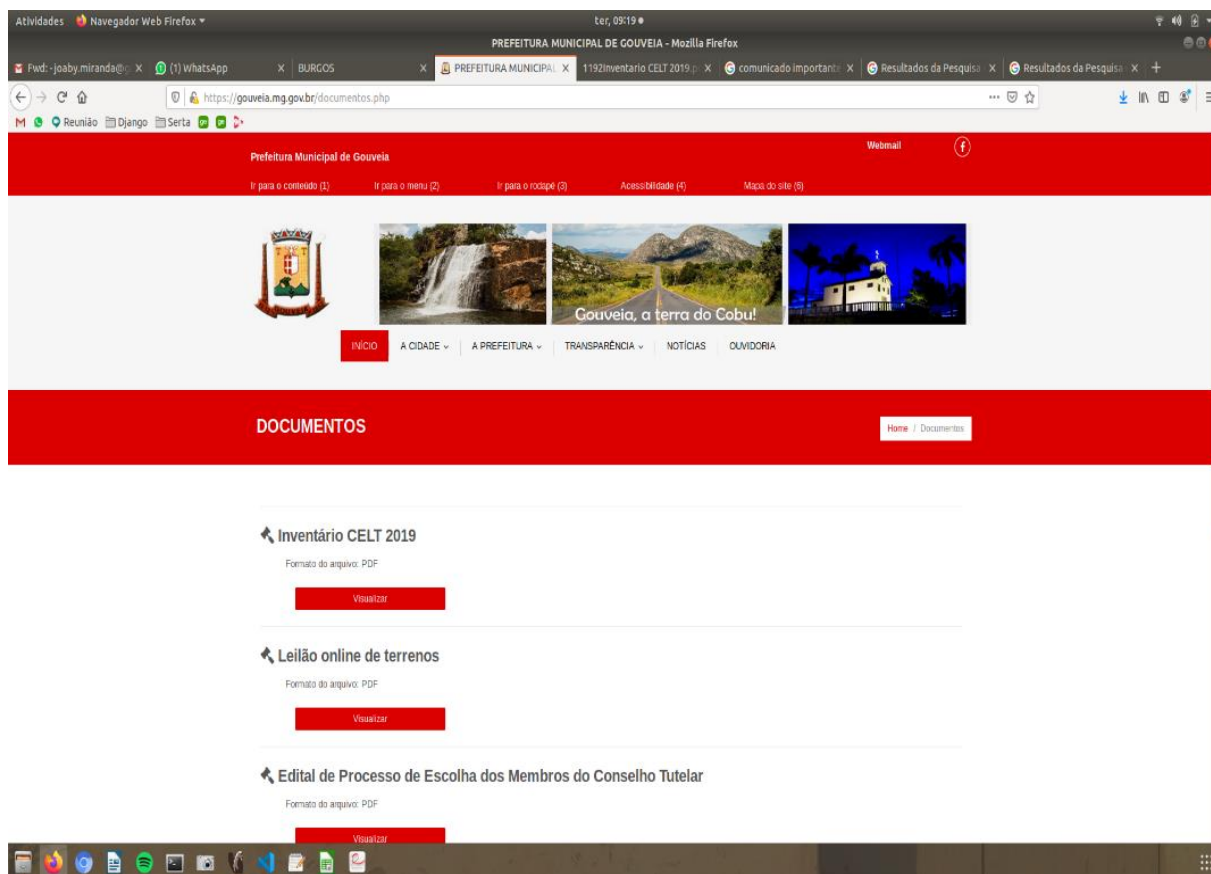 Atividades Navegador Web Firefox ter, 09:19
PREFEITURA MUNICIPAL DE GOUVEIA - Mozilla Firefox
Fwd: - joaby.miranda@g (1) WhatsApp BURGOS PREFEITURA MUNICIPAL 1192Inventario CELT 2019.p comunicado importante Resultados da Pesquisa Resultados da Pesquisa
https://gouveia.mg.gov.br/documentos.php
Reunião Django Serta
Webmail
Prefeitura Municipal de Gouveia
Ir para o conteúdo (1) Ir para o menu (2) Ir para o rodapé (3) Acessibilidade (4) Mapa do site (6)
GOUVEIA
Gouveia, a terra do Cobu!
INÍCIO A CIDADE A PREFEITURA TRANSPARÊNCIA NOTÍCIAS OUVIDORIA
DOCUMENTOS
Home / Documentos
Inventário CELT 2019
Formato do arquivo: PDF
Visualizar
Leilão online de terrenos
Formato do arquivo: PDF
Visualizar
Edital de Processo de Escolha dos Membros do Conselho Tutelar
Formato do arquivo: PDF
Visualizar